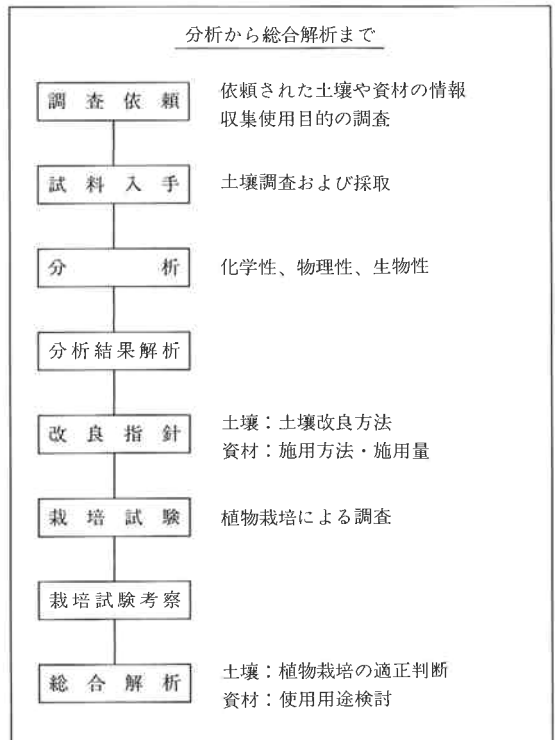 分析から総合解析まで
調査依頼
依頼された土壌や資材の情報
収集使用目的の調査
試料入手
土壌調査および採取
分析
化学性、物理性、生物性
分析結果解析
改良指針
土壌：土壌改良方法
資材：施用方法・施用量
栽培試験
植物栽培による調査
栽培試験考察
総合解析
土壌：植物栽培の適正判断
資材：使用用途検討